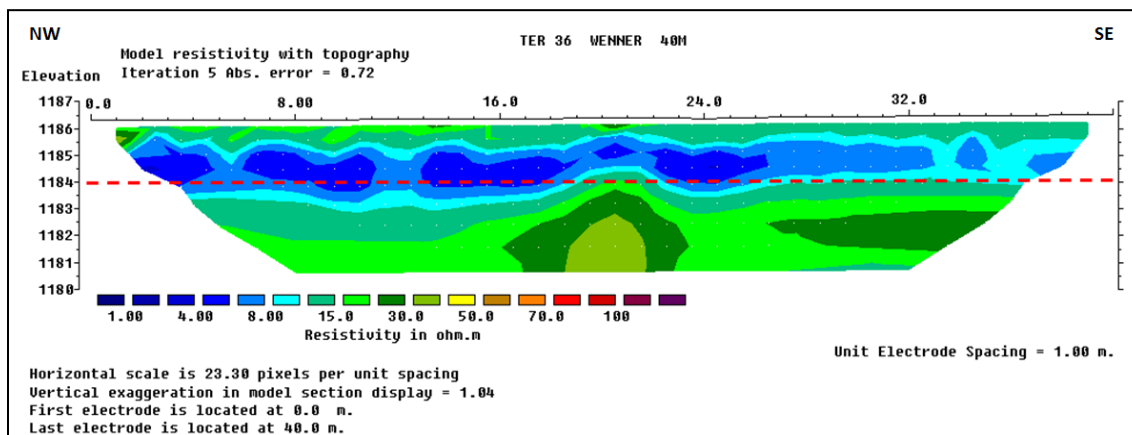 NW
TER 36 WENNER 40M
SE
Model resistivity with topography
Iteration 5 Abs. error = 0.72
Elevation
0.0 8.00 16.0 24.0 32.0
1187
1186
1185
1184
1183
1182
1181
1180
1.00 4.00 8.00 15.0 30.0 50.0 70.0 100
Resistivity in ohm.m
Unit Electrode Spacing = 1.00 m.
Horizontal scale is 23.30 pixels per unit spacing
Vertical exaggeration in model section display = 1.04
First electrode is located at 0.0 m.
Last electrode is located at 40.0 m.